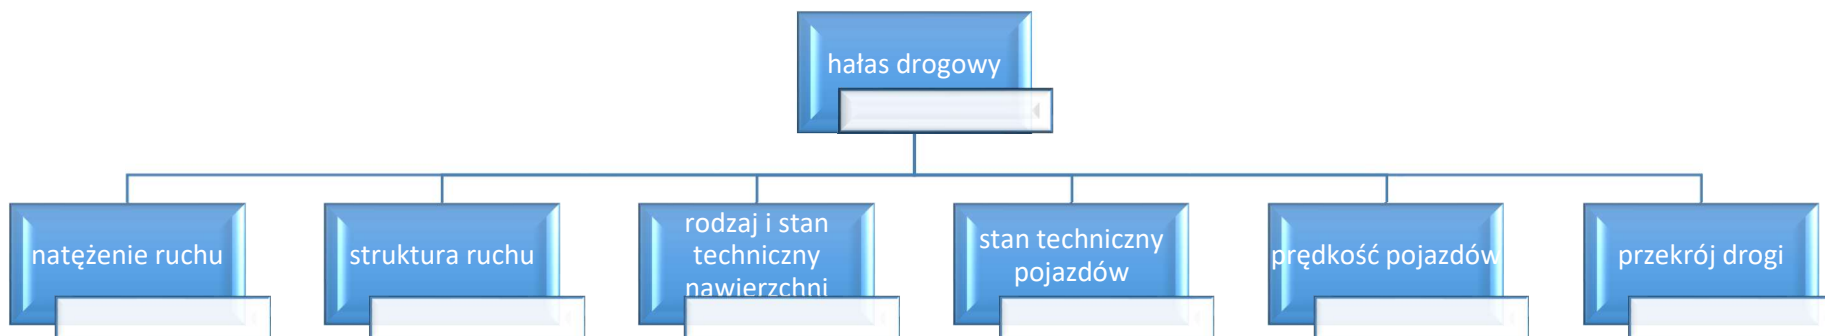 hałas drogowy
natężenie ruchu
struktura ruchu
rodzaj i stan
techniczny
nawierzchni
stan techniczny
pojazdów
prędkość pojazdów
przekrój drogi